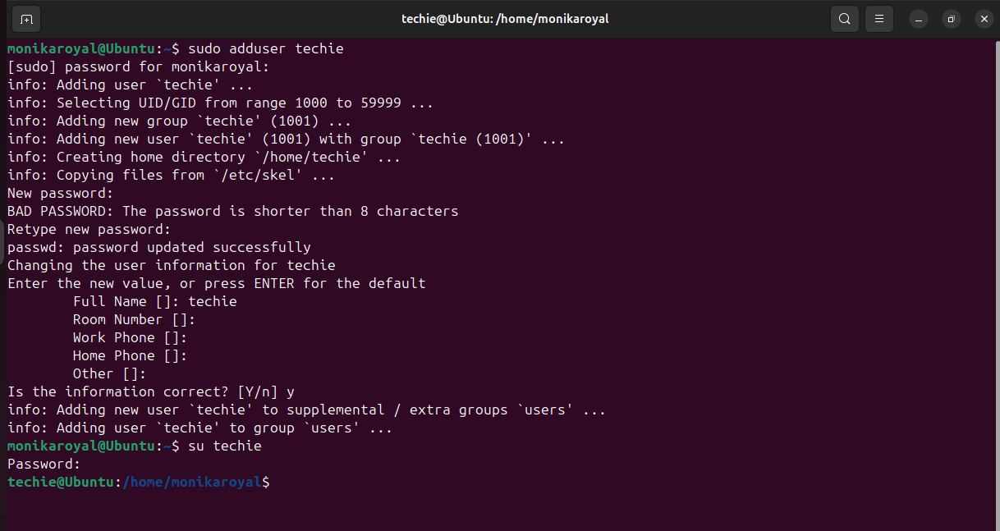 techie@Ubuntu: /home/monikaroyal
monikaroyal@Ubuntu:~$ sudo adduser techie
[sudo] password for monikaroyal:
info: Adding user `techie' ...
info: Selecting UID/GID from range 1000 to 59999 ...
info: Adding new group `techie' (1001) ...
info: Adding new user `techie' (1001) with group `techie (1001)' ...
info: Creating home directory `/home/techie' ...
info: Copying files from `/etc/skel' ...
New password:
BAD PASSWORD: The password is shorter than 8 characters
Retype new password:
passwd: password updated successfully
Changing the user information for techie
Enter the new value, or press ENTER for the default
        Full Name []: techie
        Room Number []:
        Work Phone []:
        Home Phone []:
        Other []:
Is the information correct? [Y/n] y
info: Adding new user `techie' to supplemental / extra groups `users' ...
info: Adding user `techie' to group `users' ...
monikaroyal@Ubuntu:~$ su techie
Password:
techie@Ubuntu:/home/monikaroyal$